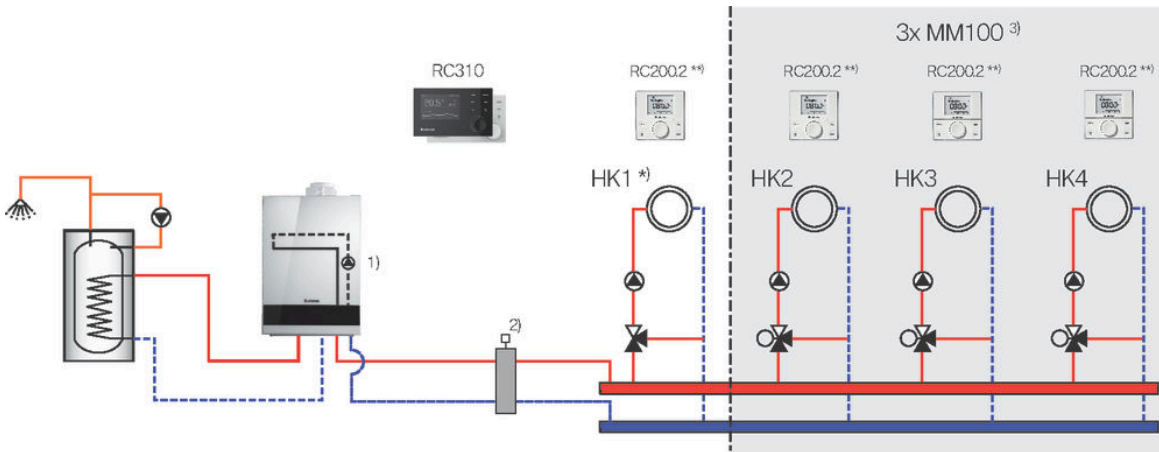 3x MM100 ³⁾
RC310
RC200.2 **)
RC200.2 **)
RC200.2 **)
RC200.2 **)
HK1 *)
HK2
HK3
HK4
1)
2)